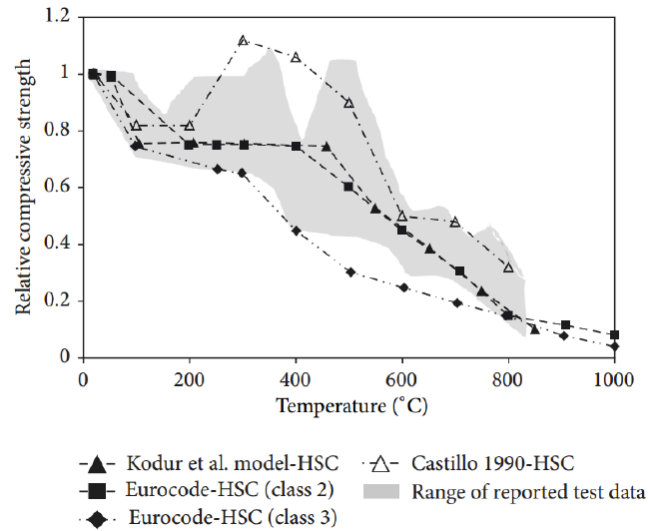 1.2
1
0.8
0.6
0.4
0.2
0
Relative compressive strength
0 200 400 600 800 1000
Temperature (˚C)
Kodur et al. model-HSC
Castillo 1990-HSC
Eurocode-HSC (class 2)
Range of reported test data
Eurocode-HSC (class 3)